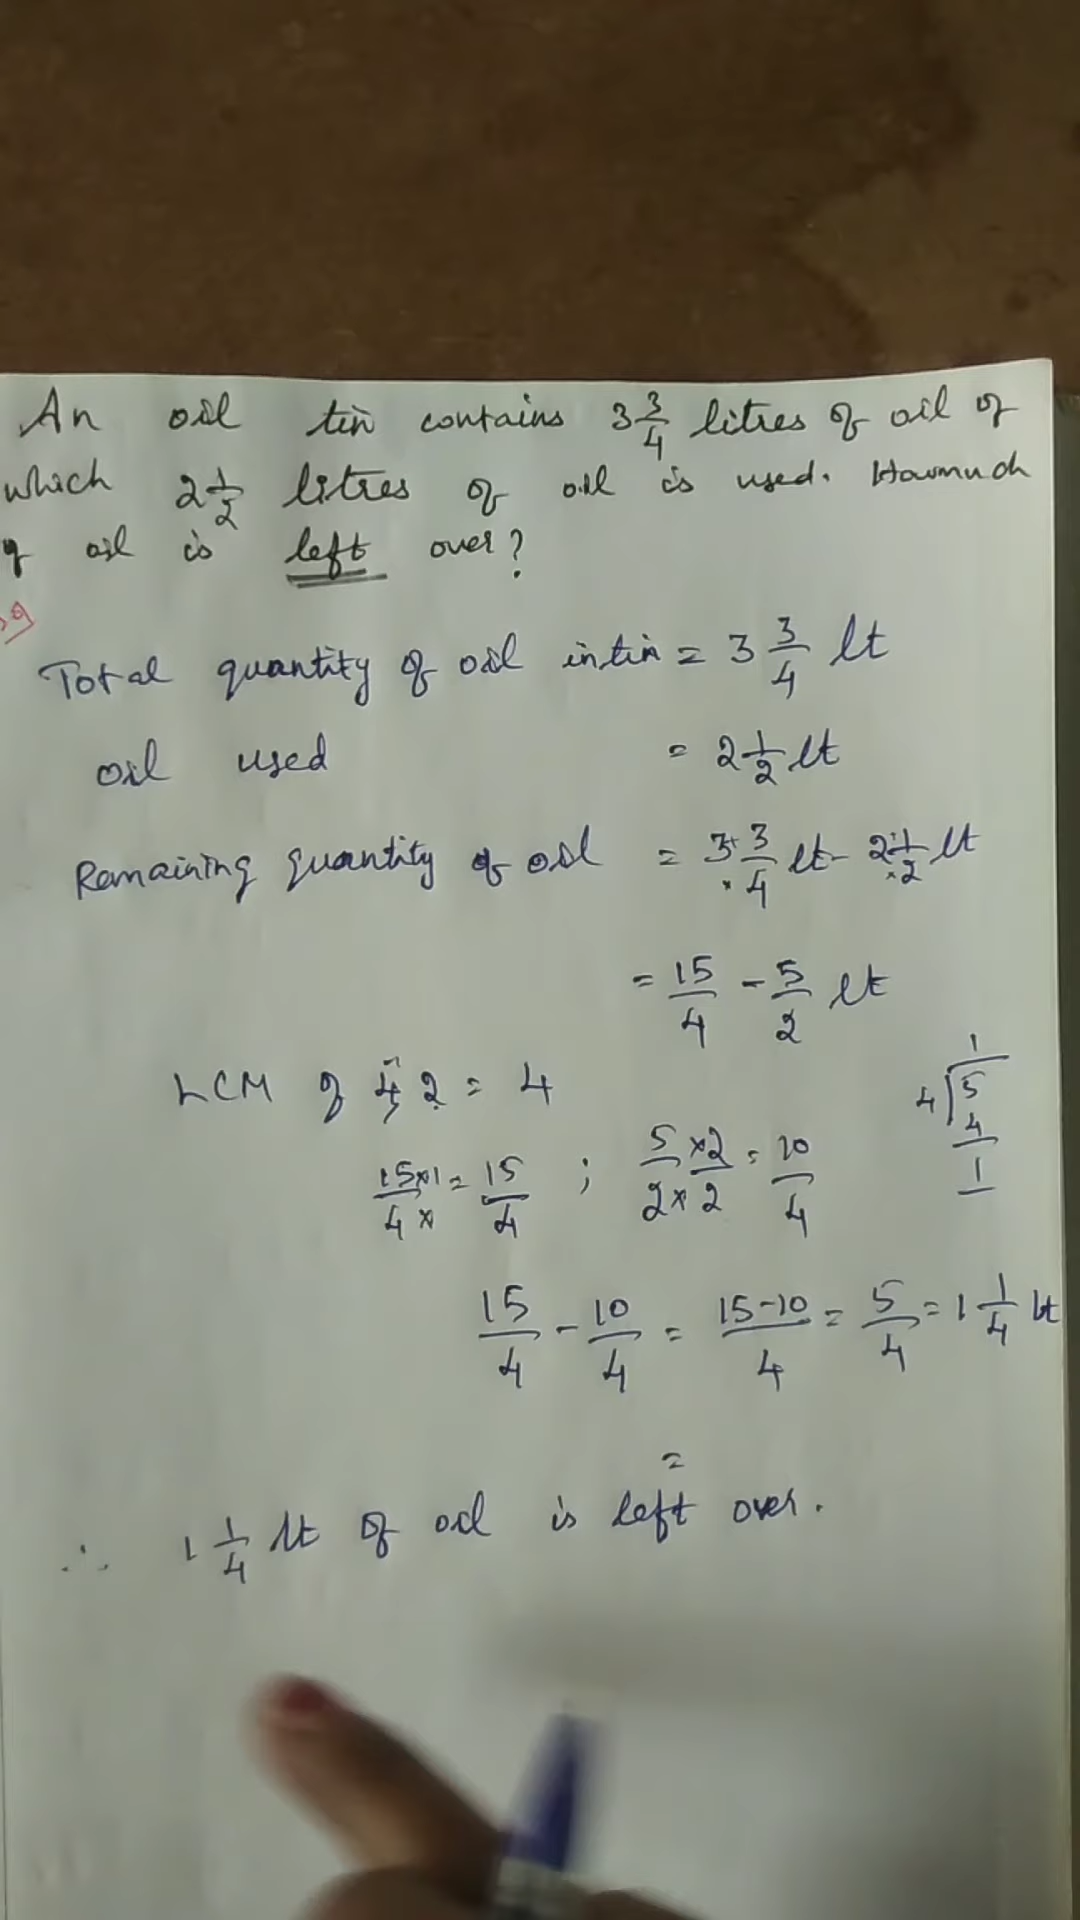 An oil tin contains 3 3/4 litres of oil of
which 2 1/2 litres of oil is used. Howmuch
oil is left over?
Total quantity of oil in tin = 3 3/4 lt
oil used = 2 1/2 lt
Remaining quantity of oil = 3 3/4 lt - 2 1/2 lt
= 15/4 - 5/2 lt
LCM of 4, 2 = 4
15×1/4× = 15/4 ; 5/2 × 2/2 = 10/4
1
4 5
4
1
15/4 - 10/4 = 15-10/4 = 5/4 = 1 1/4 lt
=
∴ 1 1/4 lt of oil is left over.